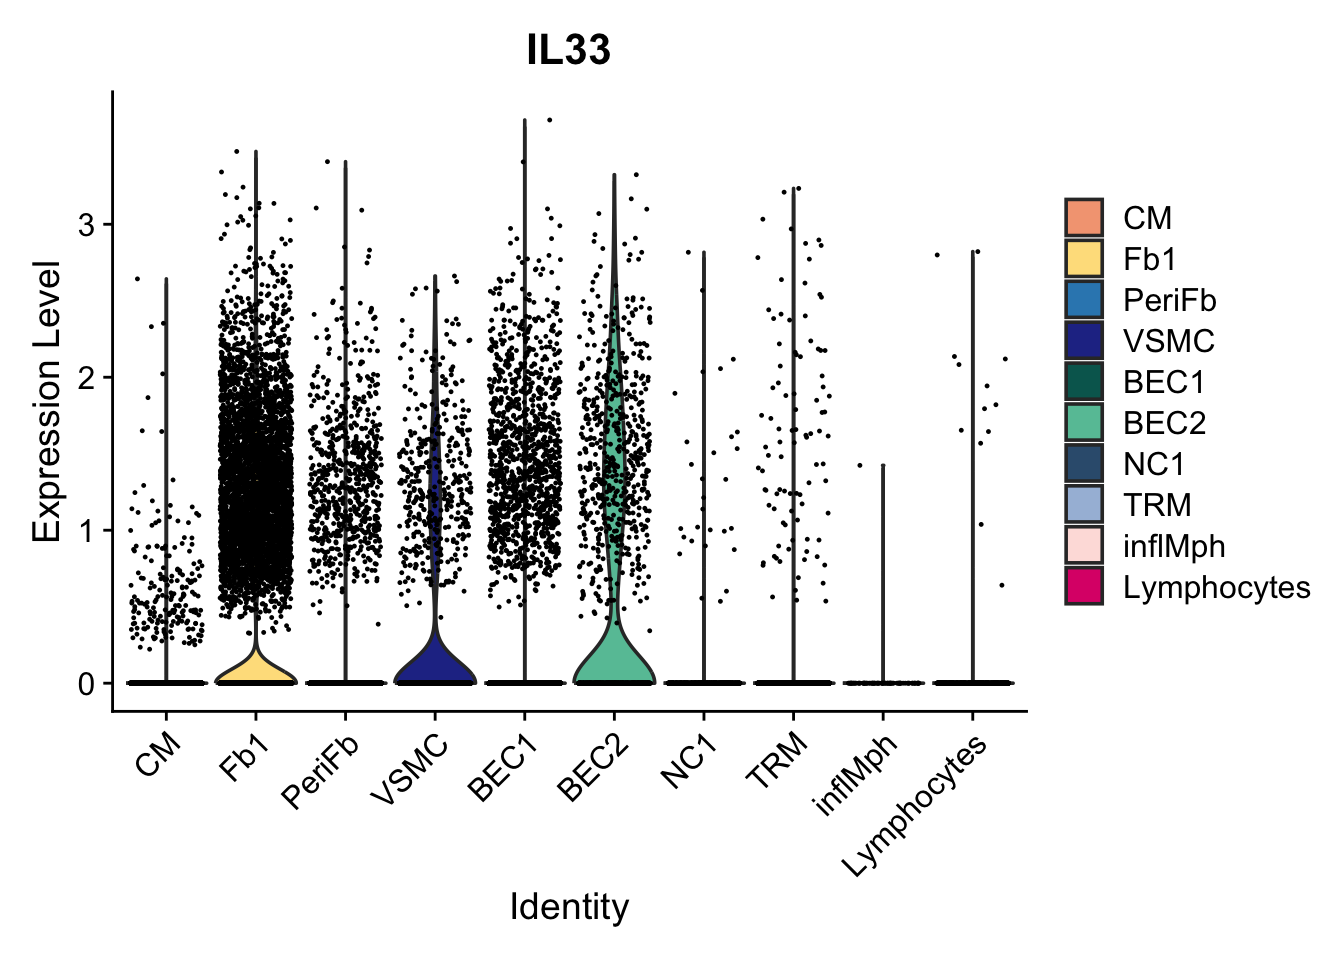 IL33
Expression Level
3
2
1
0
CM
Fb1
PeriFb
VSMC
BEC1
BEC2
NC1
TRM
inflMph
Lymphocytes
Identity
CM
Fb1
PeriFb
VSMC
BEC1
BEC2
NC1
TRM
inflMph
Lymphocytes